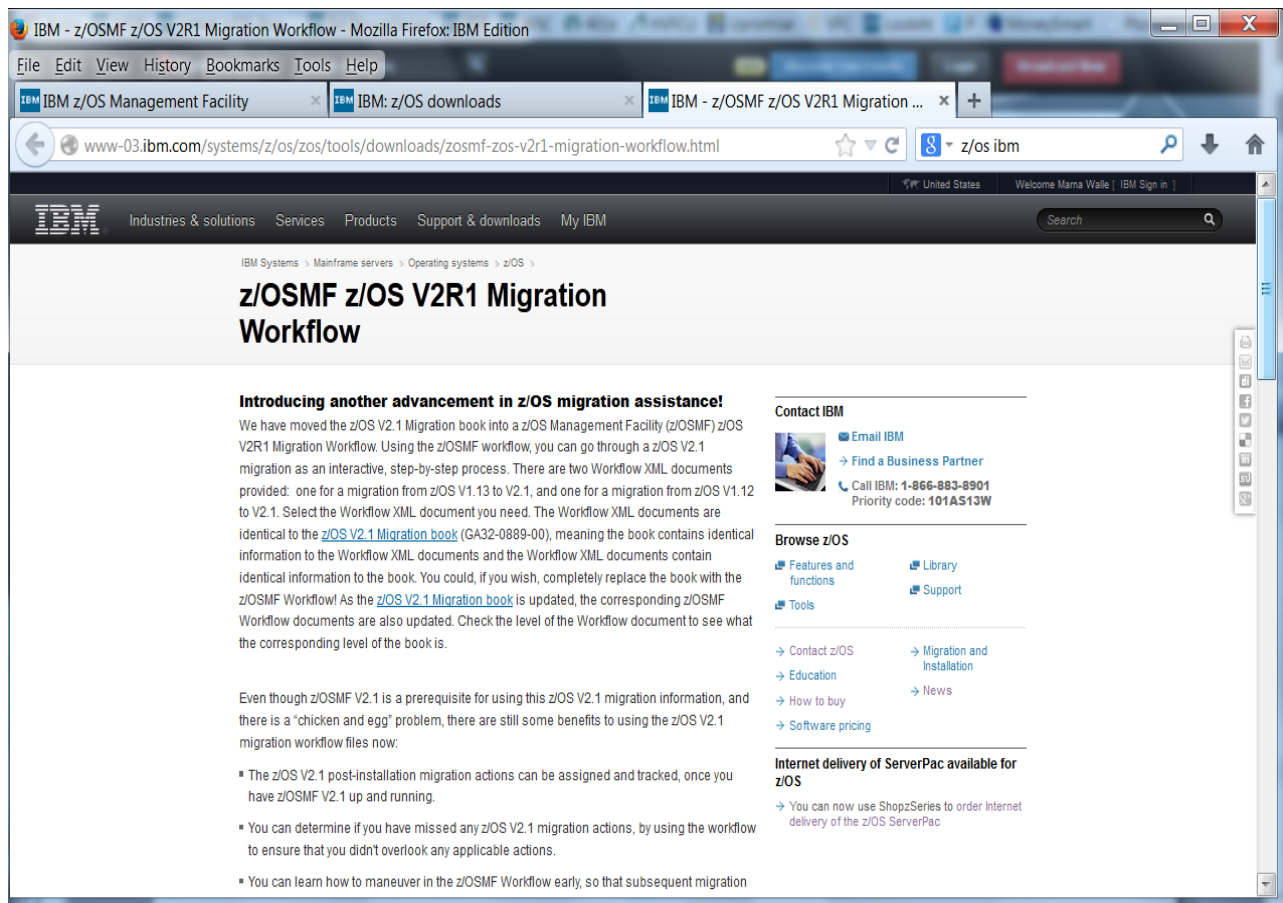 IBM - z/OSMF z/OS V2R1 Migration Workflow - Mozilla Firefox: IBM Edition
File Edit View History Bookmarks Tools Help
IBM IBM z/OS Management Facility
IBM IBM: z/OS downloads
IBM IBM - z/OSMF z/OS V2R1 Migration ...
www-03.ibm.com/systems/z/os/zos/tools/downloads/zosmf-zos-v2r1-migration-workflow.html
8 z/os ibm
United States Welcome Marna Walle [ IBM Sign in ]
IBM Industries & solutions Services Products Support & downloads My IBM Search
IBM Systems > Mainframe servers > Operating systems > z/OS >
z/OSMF z/OS V2R1 Migration
Workflow
Introducing another advancement in z/OS migration assistance!
We have moved the z/OS V2.1 Migration book into a z/OS Management Facility (z/OSMF) z/OS
V2R1 Migration Workflow. Using the z/OSMF workflow, you can go through a z/OS V2.1
migration as an interactive, step-by-step process. There are two Workflow XML documents
provided: one for a migration from z/OS V1.13 to V2.1, and one for a migration from z/OS V1.12
to V2.1. Select the Workflow XML document you need. The Workflow XML documents are
identical to the z/OS V2.1 Migration book (GA32-0889-00), meaning the book contains identical
information to the Workflow XML documents and the Workflow XML documents contain
identical information to the book. You could, if you wish, completely replace the book with the
z/OSMF Workflow! As the z/OS V2.1 Migration book is updated, the corresponding z/OSMF
Workflow documents are also updated. Check the level of the Workflow document to see what
the corresponding level of the book is.
Even though z/OSMF V2.1 is a prerequisite for using this z/OS V2.1 migration information, and
there is a “chicken and egg” problem, there are still some benefits to using the z/OS V2.1
migration workflow files now:
The z/OS V2.1 post-installation migration actions can be assigned and tracked, once you
have z/OSMF V2.1 up and running.
You can determine if you have missed any z/OS V2.1 migration actions, by using the workflow
to ensure that you didn't overlook any applicable actions.
You can learn how to maneuver in the z/OSMF Workflow early, so that subsequent migration
Contact IBM
Email IBM
Find a Business Partner
Call IBM: 1-866-883-8901
Priority code: 101AS13W
Browse z/OS
Features and
functions
Tools
Library
Support
Contact z/OS
Education
How to buy
Software pricing
Migration and
Installation
News
Internet delivery of ServerPac available for
z/OS
You can now use ShopzSeries to order Internet
delivery of the z/OS ServerPac